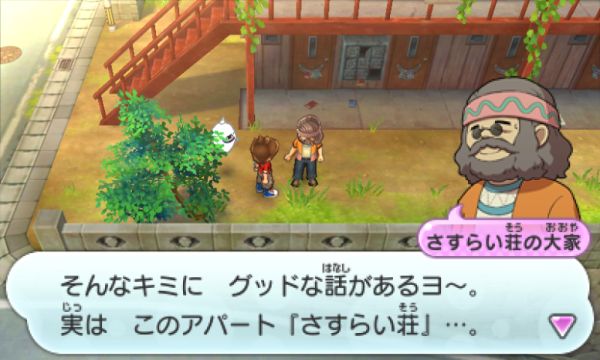 さすらい荘の大家
そんなキミに　グッドな話があるヨ～。
実は　このアパート『さすらい荘』…。